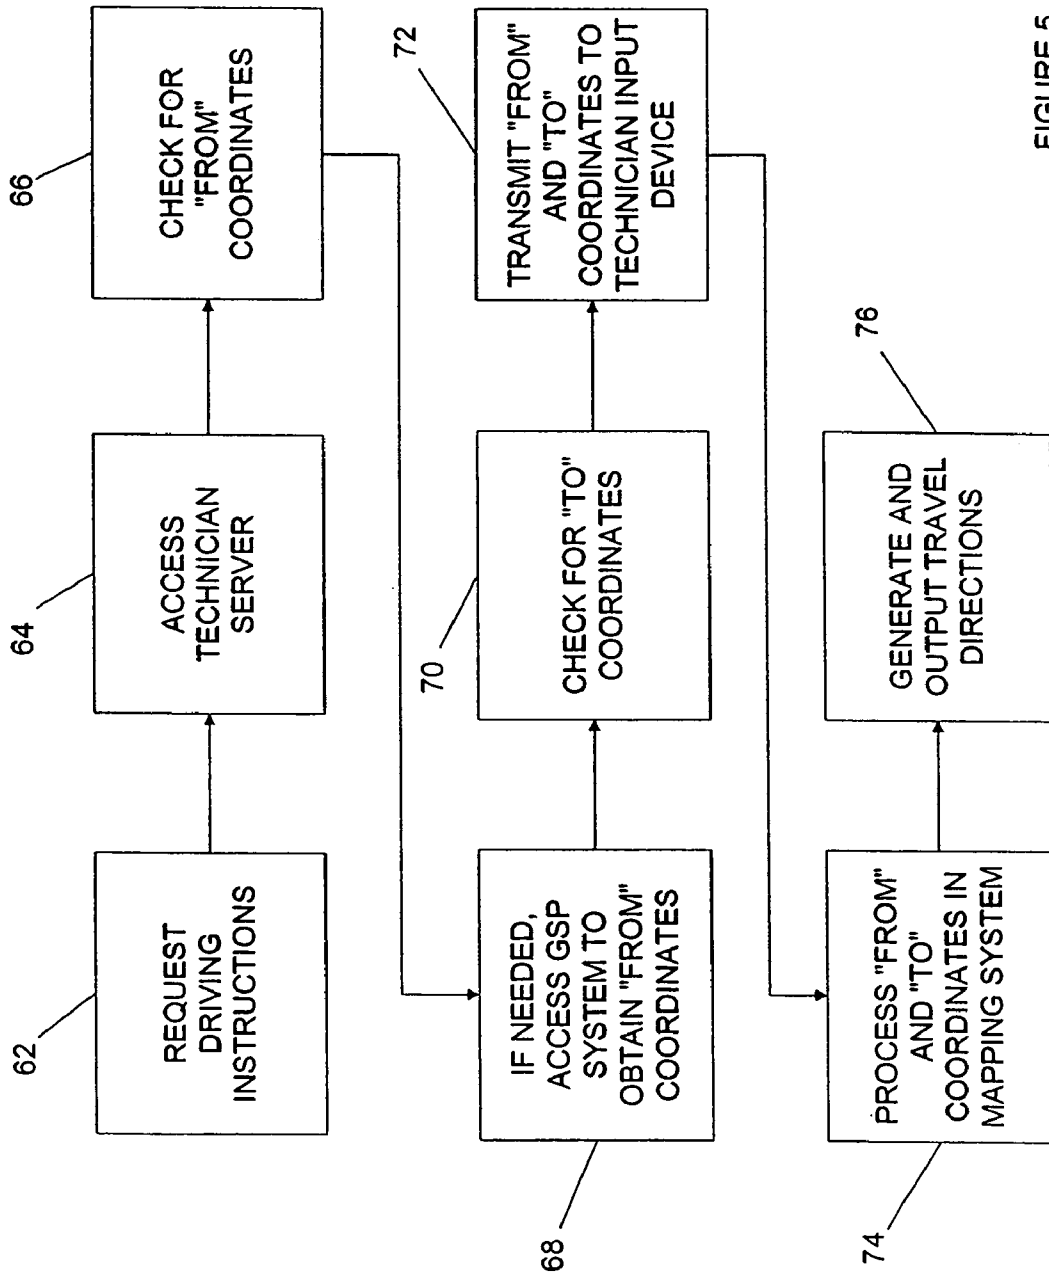 62
REQUEST
DRIVING
INSTRUCTIONS
64
ACCESS
TECHNICIAN
SERVER
66
CHECK FOR
"FROM"
COORDINATES
68
IF NEEDED,
ACCESS GSP
SYSTEM TO
OBTAIN "FROM"
COORDINATES
70
CHECK FOR "TO"
COORDINATES
72
TRANSMIT "FROM"
AND "TO"
COORDINATES TO
TECHNICIAN INPUT
DEVICE
74
PROCESS "FROM"
AND "TO"
COORDINATES IN
MAPPING SYSTEM
76
GENERATE AND
OUTPUT TRAVEL
DIRECTIONS
FIGURE 5